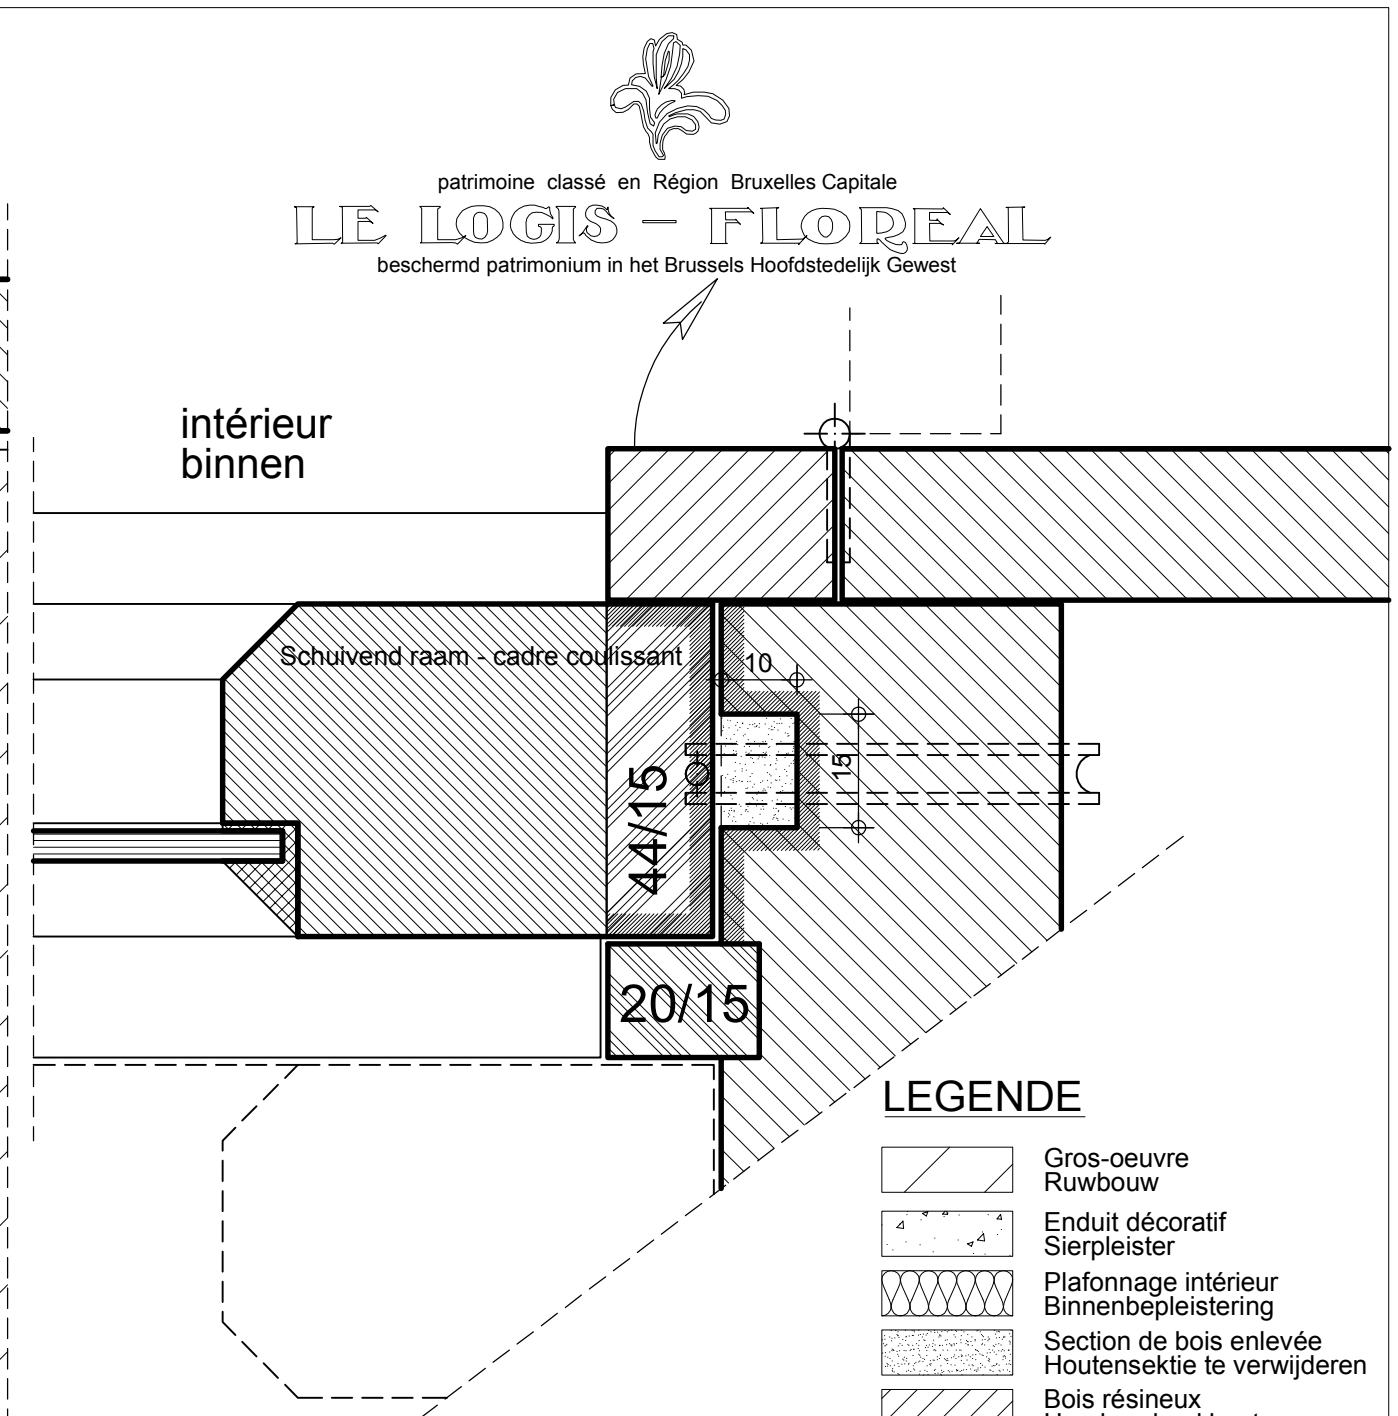 patrimoine classé en Région Bruxelles Capitale
LE LOGIS - FLOREAL
beschermd patrimonium in het Brussels Hoofdstedelijk Gewest
intérieur
binnen
Schuivend raam - cadre coulissant
10
15
44/15
20/15
LEGENDE
Gros-oeuvre
Ruwbouw
Enduit décoratif
Sierpleister
Plafonnage intérieur
Binnenbepleistering
Section de bois enlevée
Houtensektie te verwijderen
Bois résineux